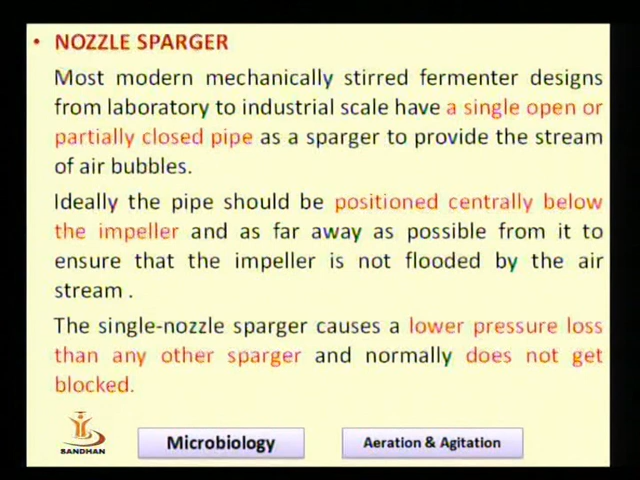 • NOZZLE SPARGER
Most modern mechanically stirred fermenter designs
from laboratory to industrial scale have a single open or
partially closed pipe as a sparger to provide the stream
of air bubbles.
Ideally the pipe should be positioned centrally below
the impeller and as far away as possible from it to
ensure that the impeller is not flooded by the air
stream .
The single-nozzle sparger causes a lower pressure loss
than any other sparger and normally does not get
blocked.
BANDHAN
Microbiology
Aeration & Agitation